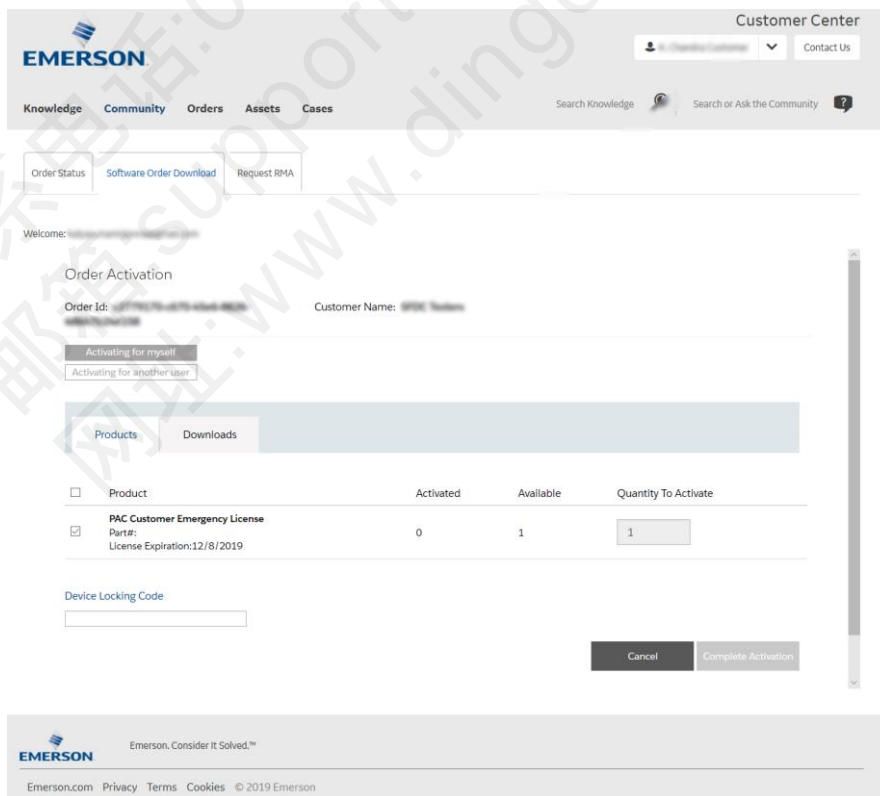 Customer Center
EMERSON
Contact Us
Knowledge Community Orders Assets Cases Search Knowledge Search or Ask the Community
Order Status Software Order Download Request RMA
Welcome:
Order Activation
Order Id: Customer Name:
Activating for myself
Activating for another user
Products Downloads
Product Activated Available Quantity To Activate
PAC Customer Emergency License
Part#: 0 1 1
License Expiration:12/8/2019
Device Locking Code
Cancel Complete Activation
EMERSON Emerson. Consider It Solved.™
Emerson.com Privacy Terms Cookies © 2019 Emerson